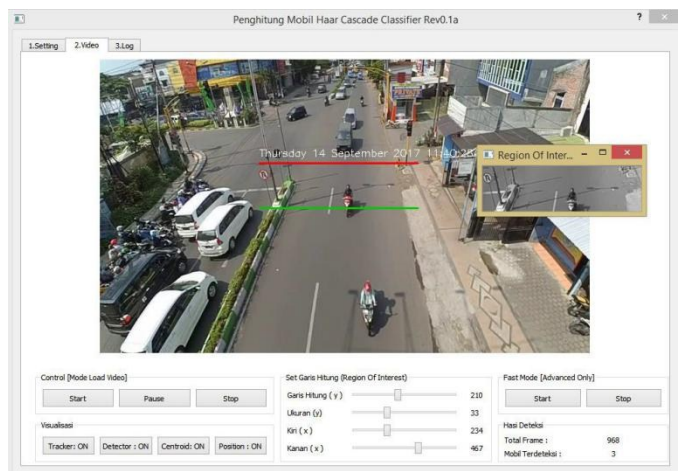 Penghitung Mobil Haar Cascade Classifier Rev0.1a
?
1.Setting 2.Video 3.Log
Thursday 14 September 2017 11:40:25
Region Of Inter...
Control [Mode Load Video]
Start Pause Stop
Visualisasi
Tracker: ON Detector : ON Centroid: ON Position : ON
Set Garis Hitung (Region Of Interest)
Garis Hitung ( y ) 210
Ukuran (y) 33
Kiri ( x ) 234
Kanan ( x ) 467
Fast Mode [Advanced Only]
Start Stop
Hasi Deteksi
Total Frame : 968
Mobil Terdeteksi : 3